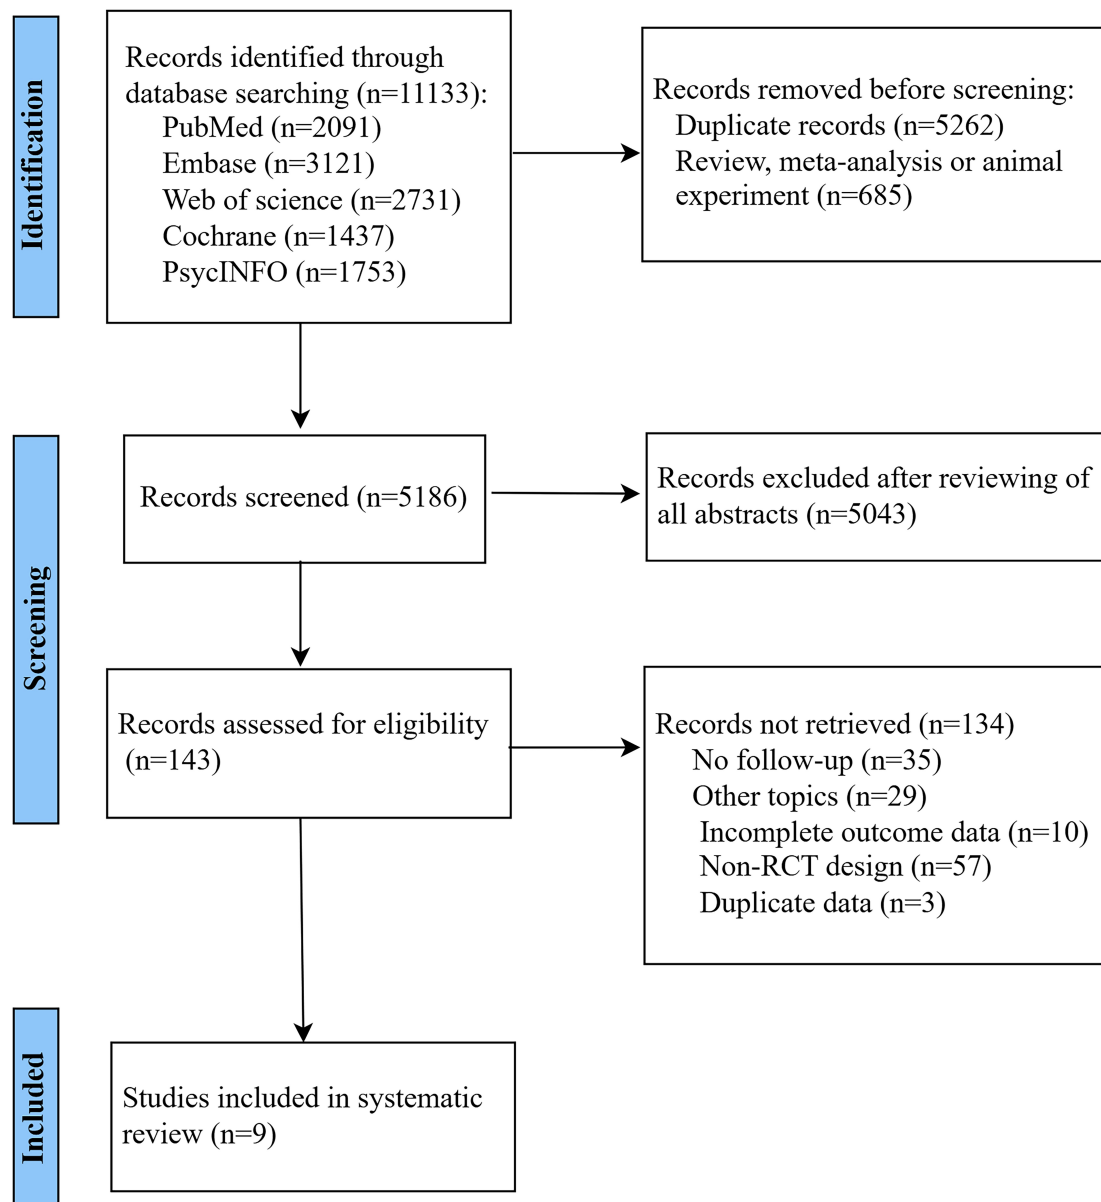 Identification
Records identified through
database searching (n=11133):
PubMed (n=2091)
Embase (n=3121)
Web of science (n=2731)
Cochrane (n=1437)
PsycINFO (n=1753)
Records removed before screening:
Duplicate records (n=5262)
Review, meta-analysis or animal
experiment (n=685)
Screening
Records screened (n=5186)
Records excluded after reviewing of
all abstracts (n=5043)
Records assessed for eligibility
(n=143)
Records not retrieved (n=134)
No follow-up (n=35)
Other topics (n=29)
Incomplete outcome data (n=10)
Non-RCT design (n=57)
Duplicate data (n=3)
Included
Studies included in systematic
review (n=9)